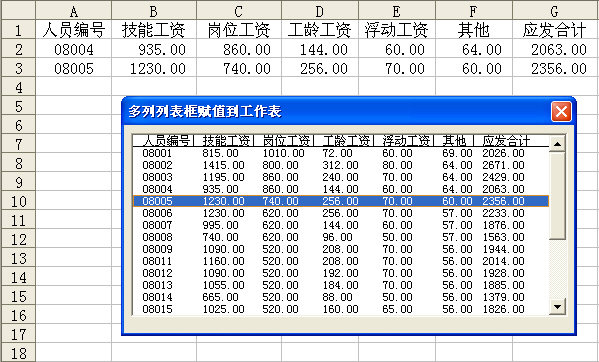 A B C D E F G
1 人员编号 技能工资 岗位工资 工龄工资 浮动工资 其他 应发合计
2 08004 935.00 860.00 144.00 60.00 64.00 2063.00
3 08005 1230.00 740.00 256.00 70.00 60.00 2356.00
4
5
6
7
8
9
10
11
12
13
14
15
16
17
18
多列列表框赋值到工作表
人员编号 技能工资 岗位工资 工龄工资 浮动工资 其他 应发合计
08001 815.00 1010.00 72.00 60.00 69.00 2026.00
08002 1415.00 800.00 312.00 80.00 64.00 2671.00
08003 1195.00 860.00 240.00 70.00 64.00 2429.00
08004 935.00 860.00 144.00 60.00 64.00 2063.00
08005 1230.00 740.00 256.00 70.00 60.00 2356.00
08006 1230.00 620.00 256.00 70.00 57.00 2233.00
08007 995.00 620.00 144.00 60.00 57.00 1876.00
08008 740.00 620.00 96.00 50.00 57.00 1563.00
08009 1090.00 520.00 208.00 70.00 56.00 1944.00
08011 1160.00 520.00 208.00 70.00 56.00 2014.00
08012 1090.00 520.00 192.00 70.00 56.00 1928.00
08013 1055.00 520.00 184.00 70.00 56.00 1885.00
08014 665.00 520.00 88.00 50.00 56.00 1379.00
08015 1025.00 520.00 160.00 65.00 56.00 1826.00